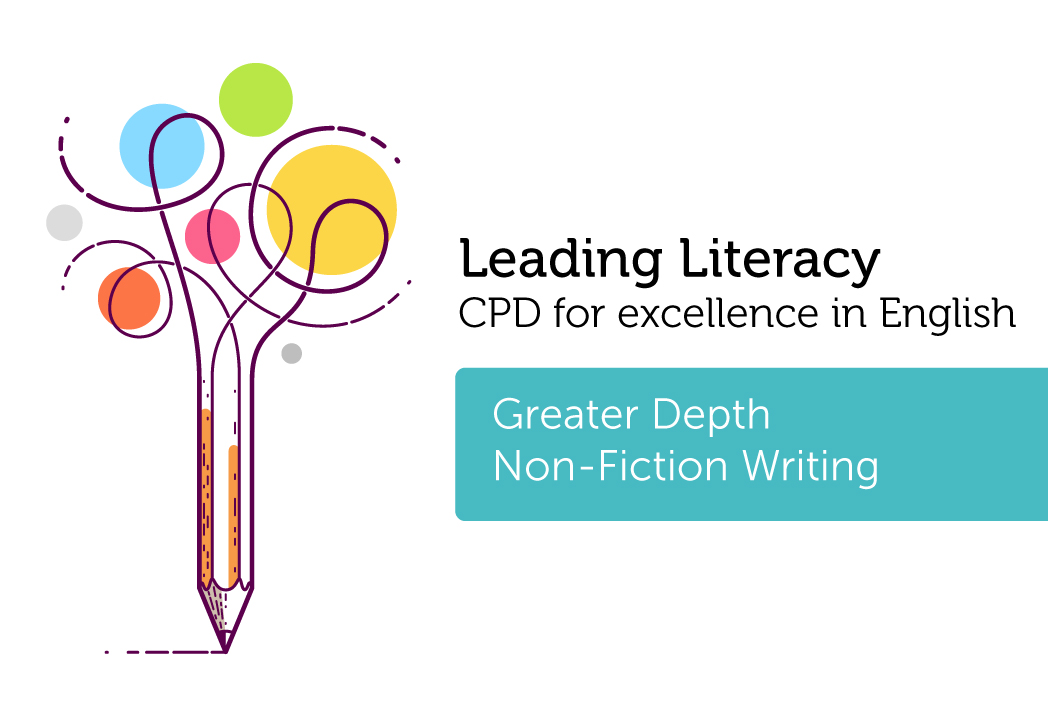 Leading Literacy
CPD for excellence in English
Greater Depth
Non-Fiction Writing